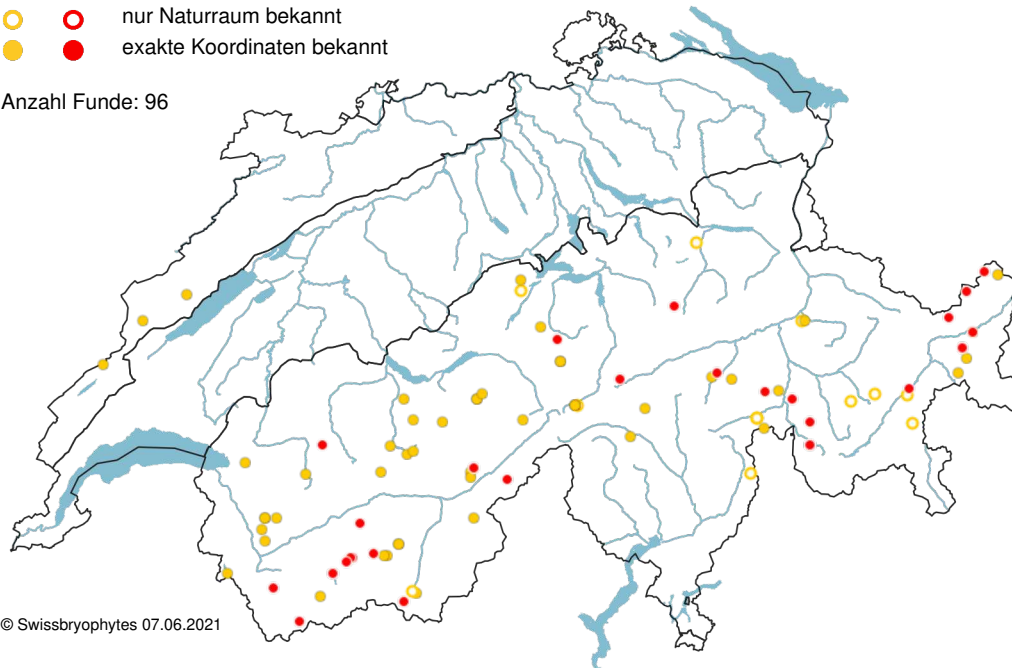 nur Naturraum bekannt
exakte Koordinaten bekannt
Anzahl Funde: 96
© Swissbryophytes 07.06.2021